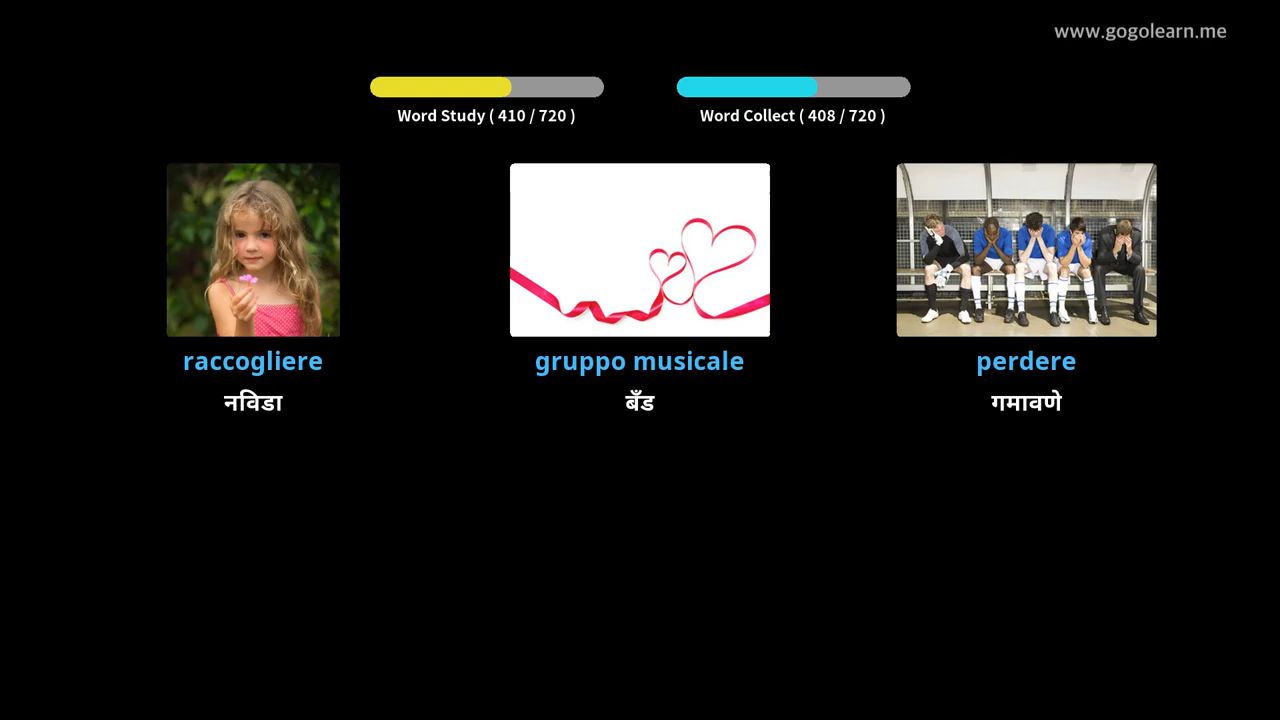 www.gogolearn.me
Word Study ( 410 / 720 )
Word Collect ( 408 / 720 )
raccogliere
gruppo musicale
perdere
नविडा
बँड
गमावणे